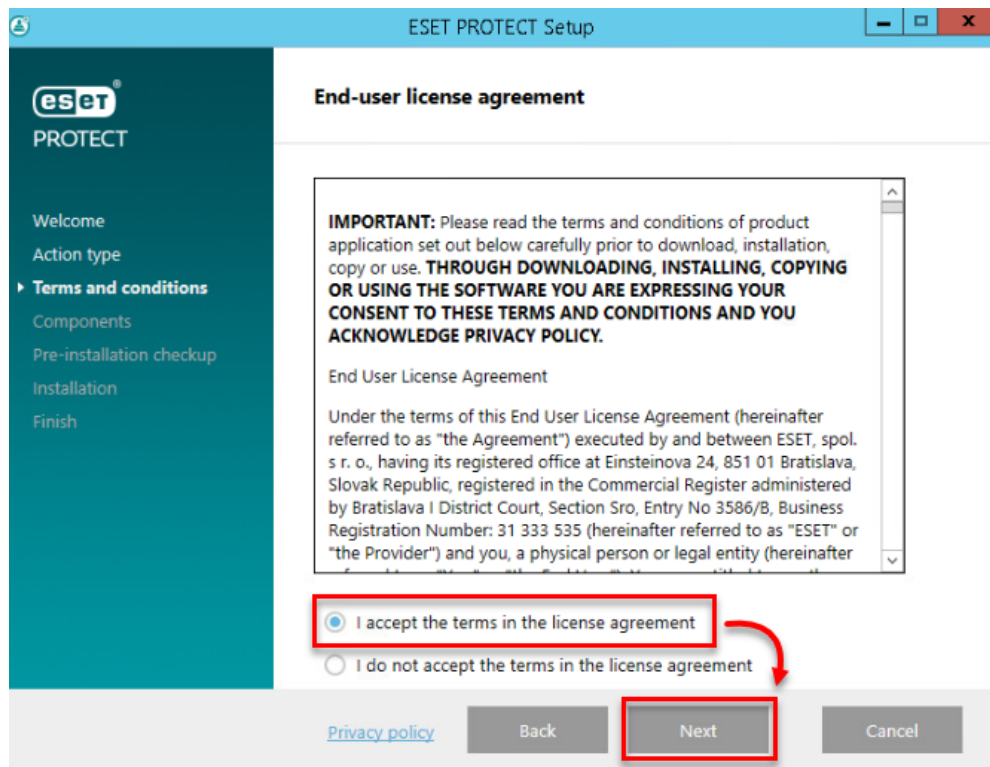 ESET PROTECT Setup
eset®
PROTECT
Welcome
Action type
Terms and conditions
Components
Pre-installation checkup
Installation
Finish
End-user license agreement
IMPORTANT: Please read the terms and conditions of product
application set out below carefully prior to download, installation,
copy or use. THROUGH DOWNLOADING, INSTALLING, COPYING
OR USING THE SOFTWARE YOU ARE EXPRESSING YOUR
CONSENT TO THESE TERMS AND CONDITIONS AND YOU
ACKNOWLEDGE PRIVACY POLICY.
End User License Agreement
Under the terms of this End User License Agreement (hereinafter
referred to as "the Agreement") executed by and between ESET, spol.
s r. o., having its registered office at Einsteinova 24, 851 01 Bratislava,
Slovak Republic, registered in the Commercial Register administered
by Bratislava I District Court, Section Sro, Entry No 3586/B, Business
Registration Number: 31 333 535 (hereinafter referred to as "ESET" or
"the Provider") and you, a physical person or legal entity (hereinafter
I accept the terms in the license agreement
I do not accept the terms in the license agreement
Privacy policy
Back
Next
Cancel